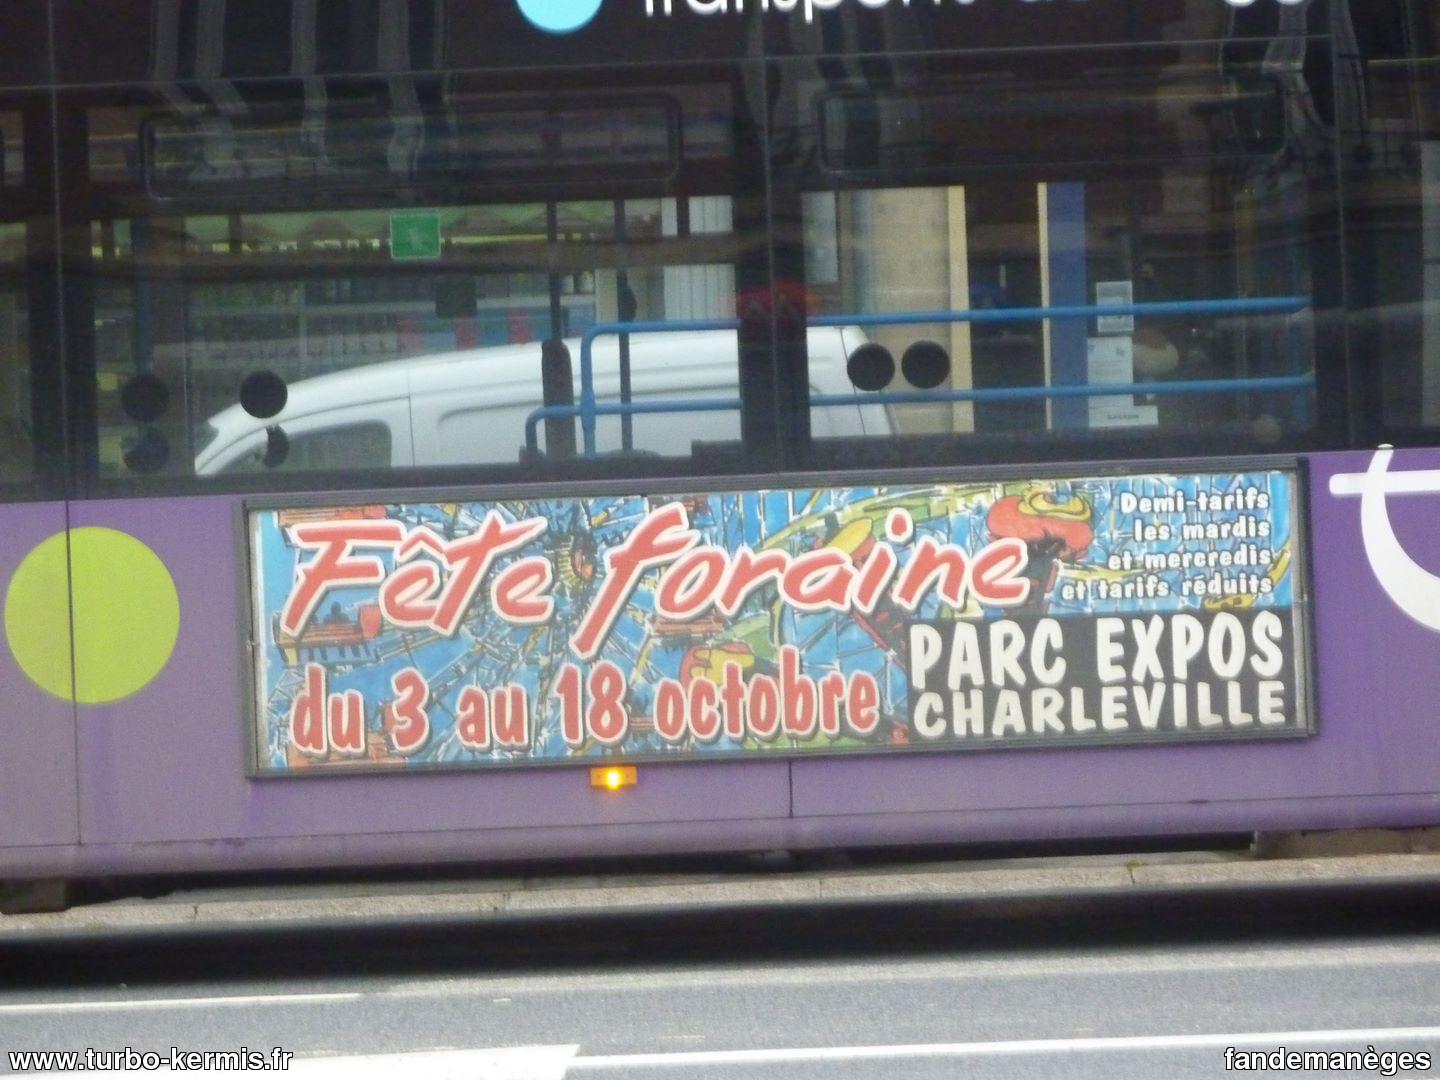 Transport
Fête foraine
du 3 au 18 octobre
Demi-tarifs
les mardis
et mercredis
et tarifs réduits
PARC EXPOS
CHARLEVILLE
www.turbo-kermis.fr
fandemanèges